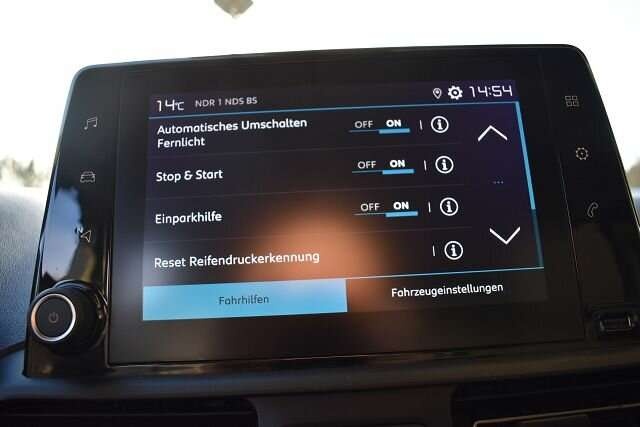 14°C NDR 1 NDS BS 14:54
Automatisches Umschalten
Fernlicht OFF ON
Stop & Start OFF ON
Einparkhilfe OFF ON
Reset Reifendruckerkennung
Fahrhilfen Fahrzeugeinstellungen